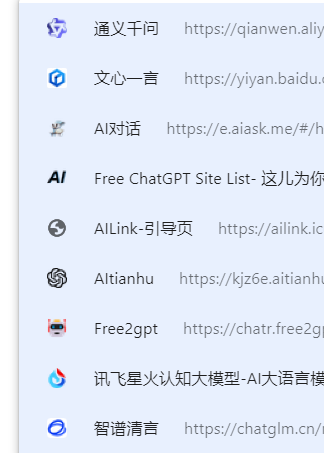 通义千问 https://qianwen.aliy
文心一言 https://yiyan.baidu.
AI对话 https://e.aiask.me/#/h
AI Free ChatGPT Site List- 这儿为你
AILink-引导页 https://ailink.ic
AItianhu https://kjz6e.aitianhu
Free2gpt https://chatr.free2gp
讯飞星火认知大模型-AI大语言模
智谱清言 https://chatglm.cn/